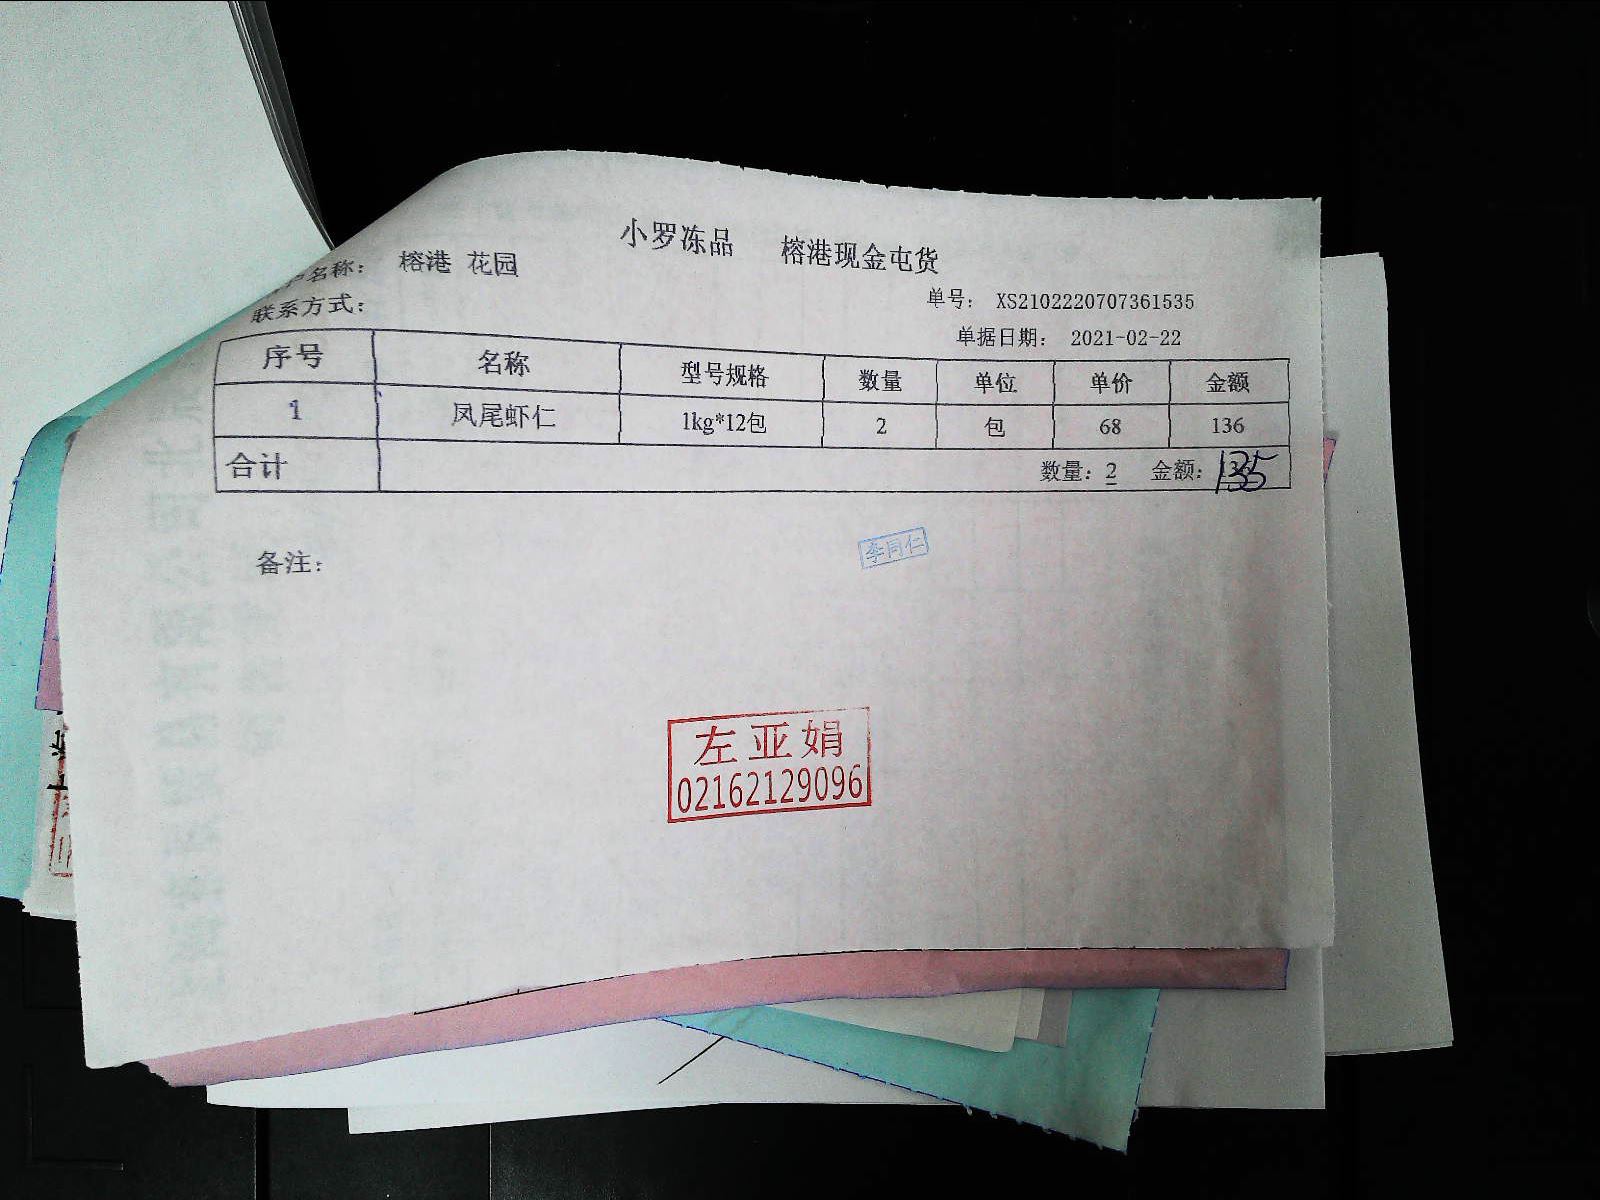 小罗冻品 榕港现金屯货
户名称： 榕港 花园
单号： XS2102220707361535
联系方式：
单据日期： 2021-02-22
序号 名称 型号规格 数量 单位 单价 金额
1 凤尾虾仁 1kg*12包 2 包 68 136
合计 数量：2 金额：135
李同仁
备注：
左亚娟
02162129096